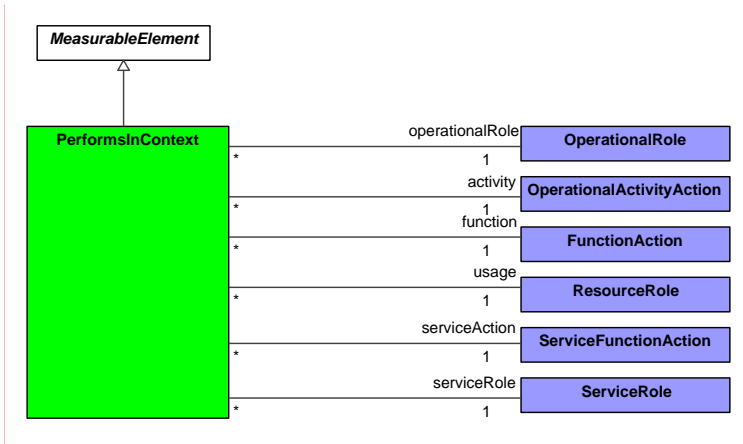 MeasurableElement
PerformsInContext
operationalRole
OperationalRole
*
1
activity
OperationalActivityAction
*
1
function
FunctionAction
*
1
usage
ResourceRole
*
1
serviceAction
ServiceFunctionAction
*
1
serviceRole
ServiceRole
*
1